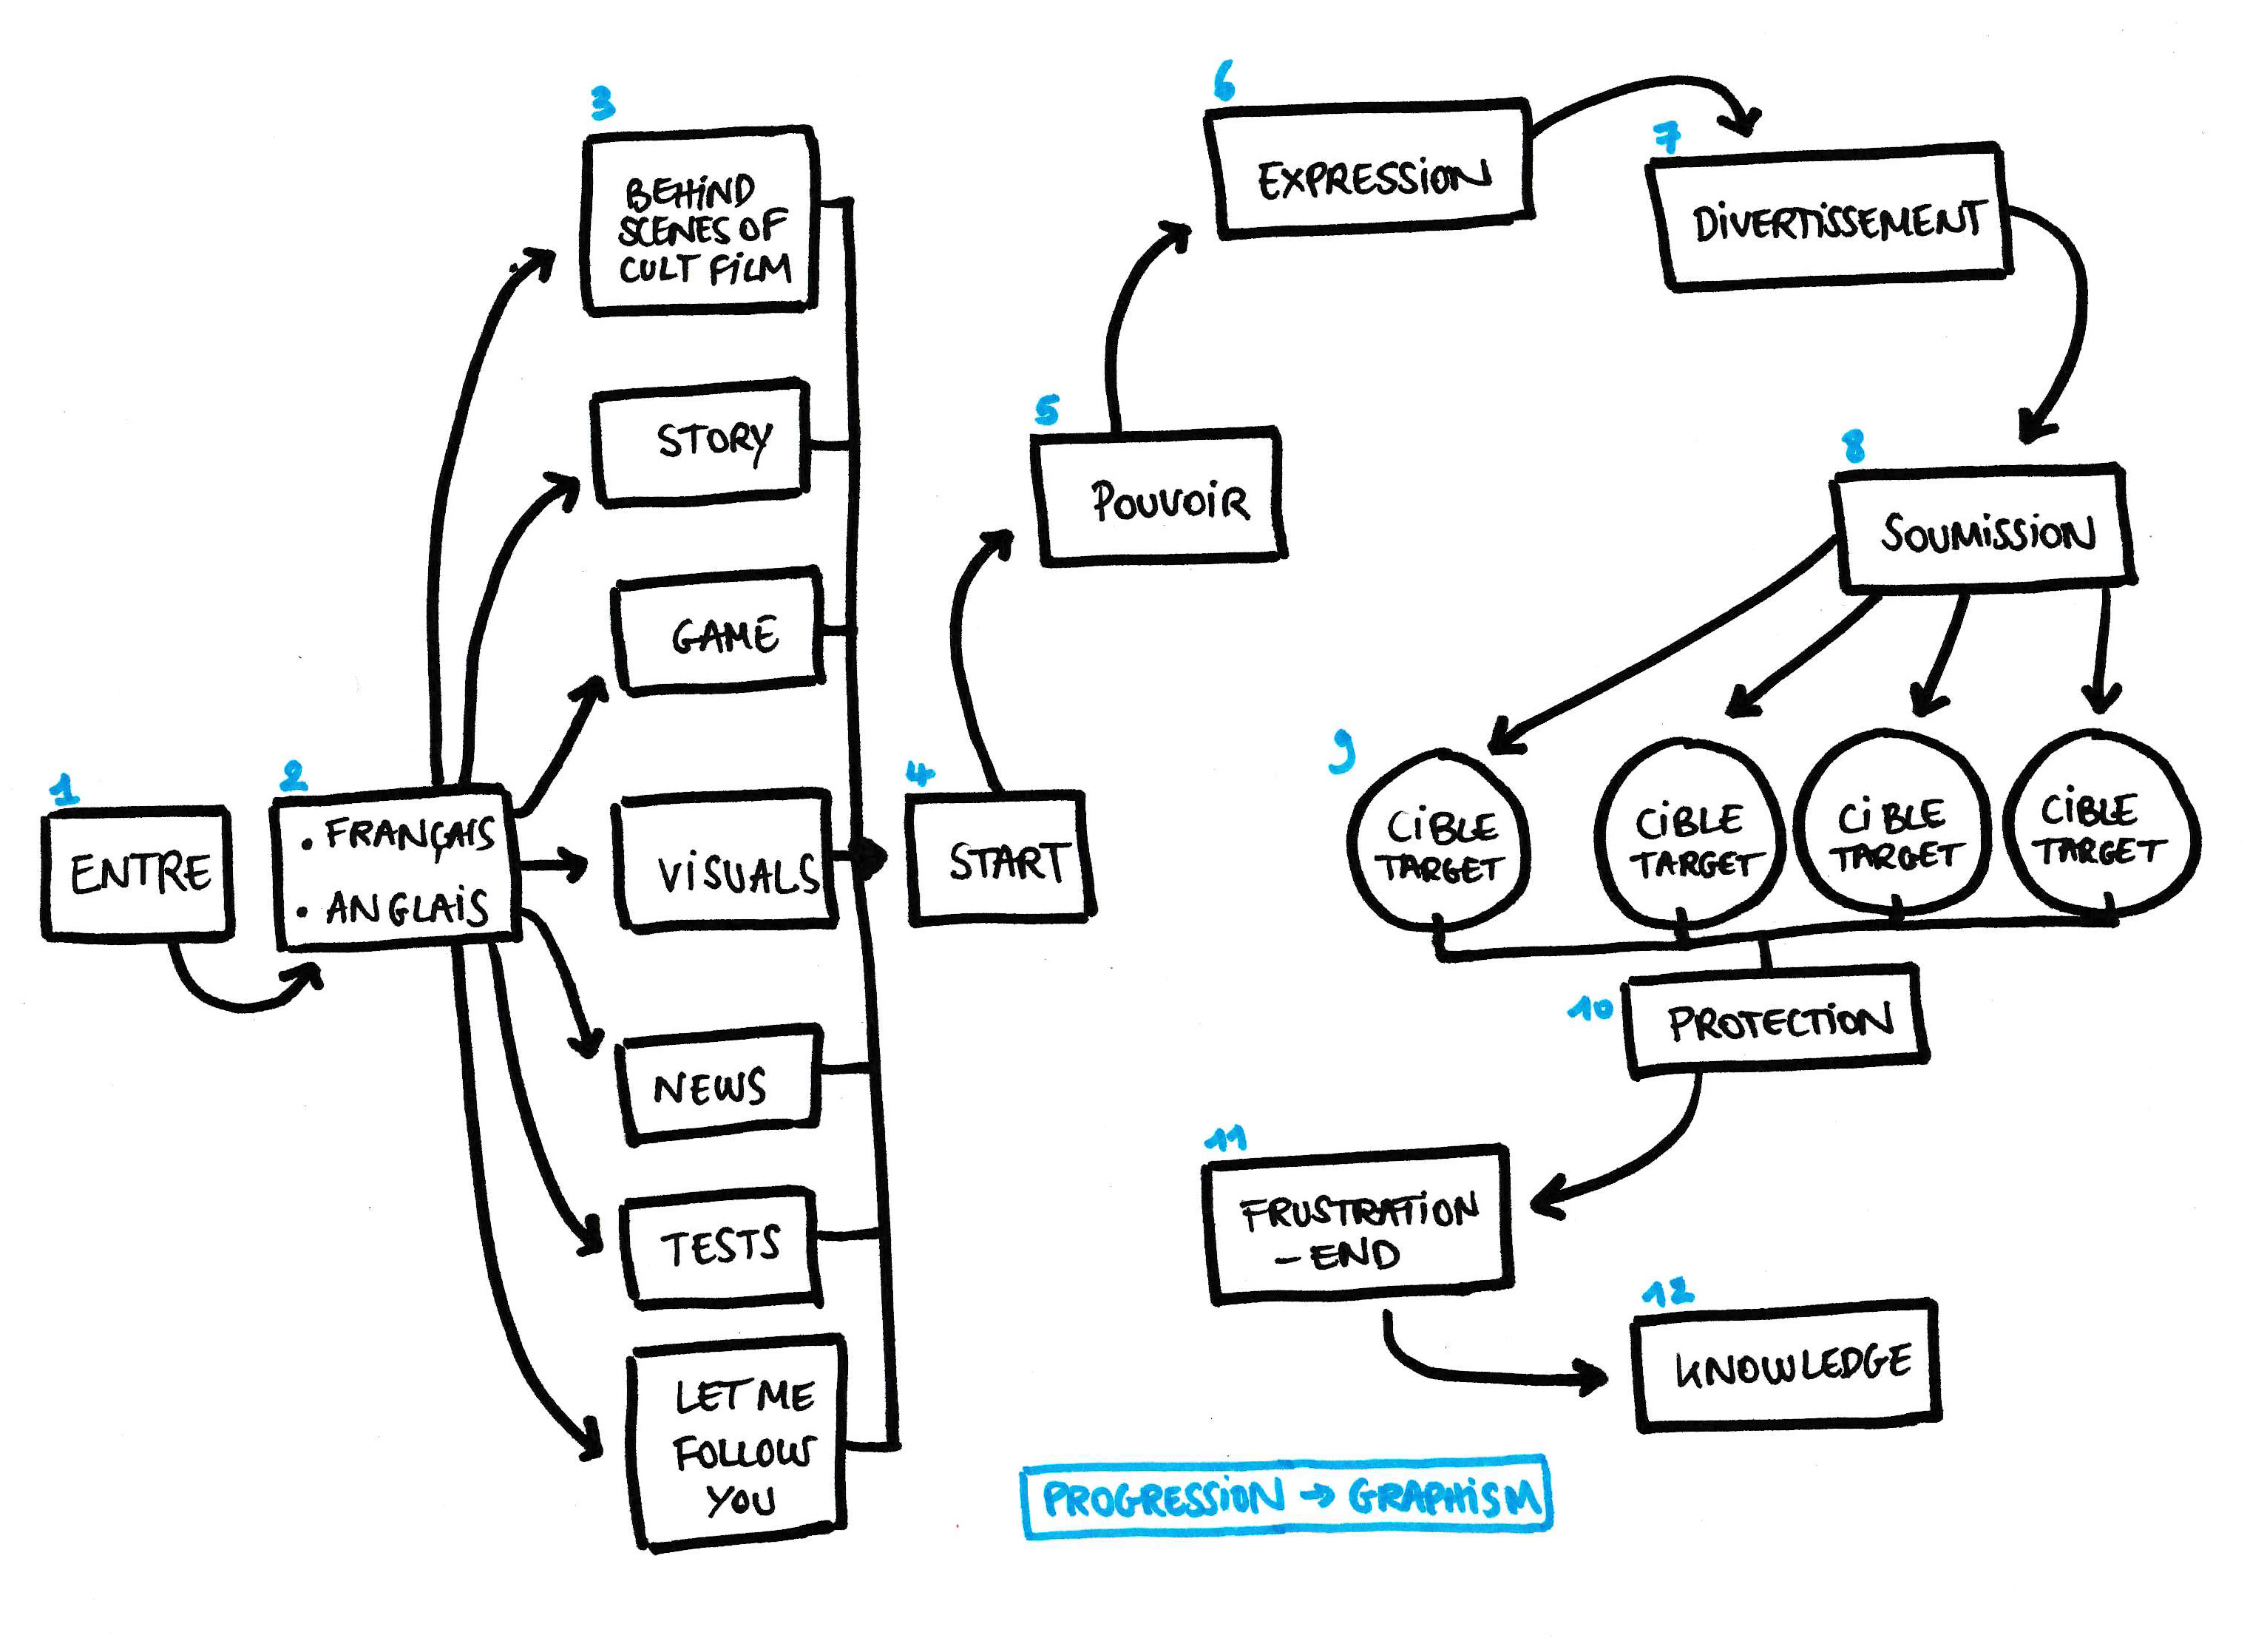 1
ENTRE
2
• FRANÇAIS
• ANGLAIS
3
BEHIND
SCENES OF
CULT FILM
STORY
GAME
VISUALS
NEWS
TESTS
LET ME
FOLLOW
YOU
4
START
5
POUVOIR
6
EXPRESSION
7
DIVERTISSEMENT
8
SOUMISSION
9
CIBLE
TARGET
CIBLE
TARGET
CIBLE
TARGET
CIBLE
TARGET
10
PROTECTION
11
FRUSTRATION
- END
12
KNOWLEDGE
PROGRESSION → GRAPHISM